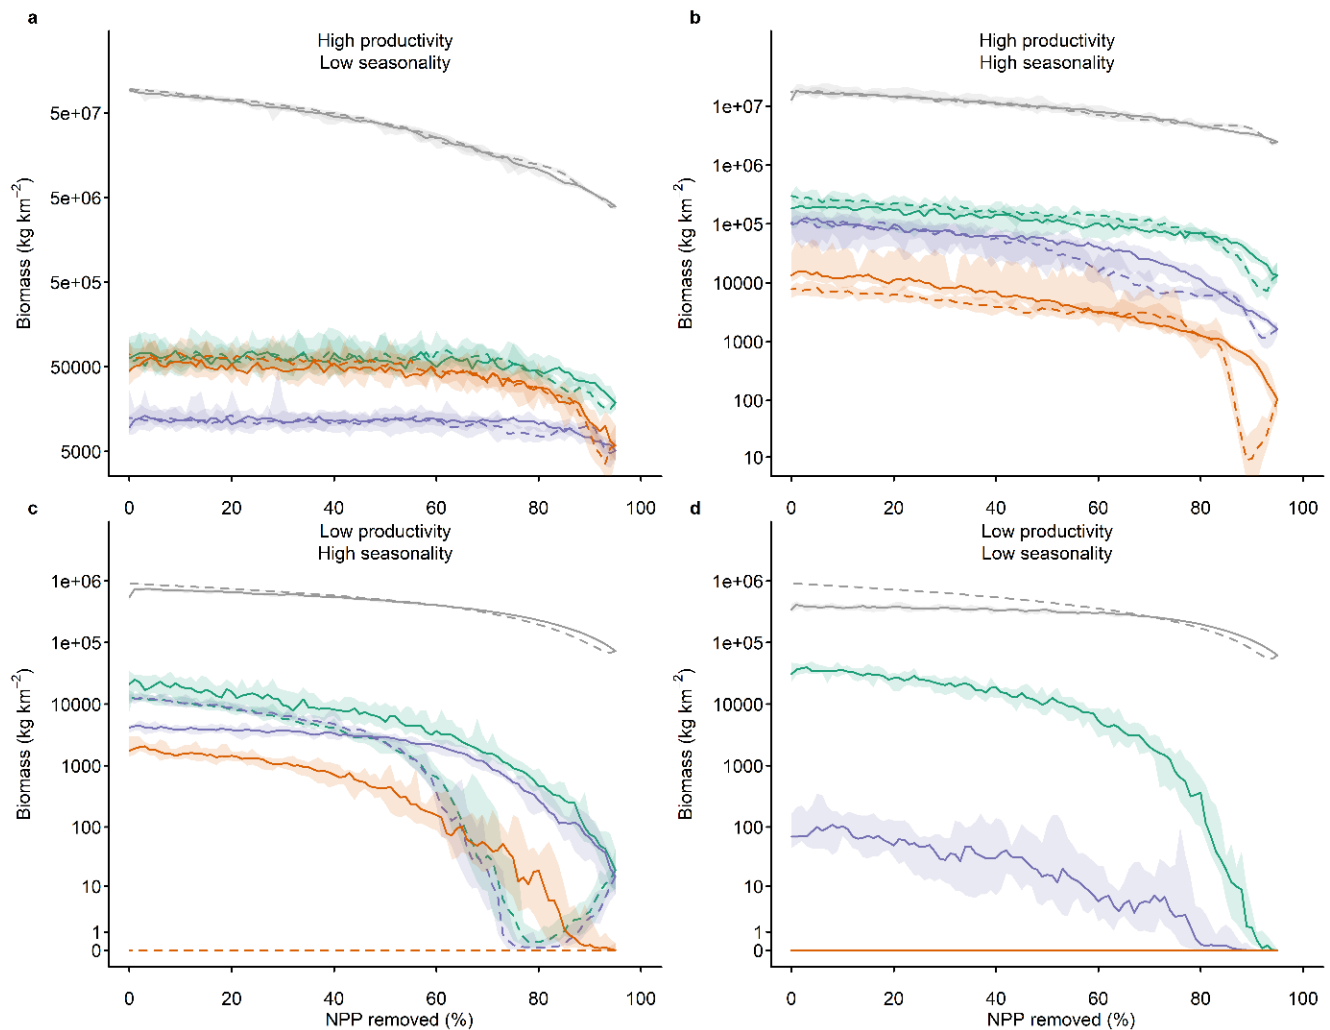 a
High productivity
Low seasonality
5e+07
5e+06
5e+05
50000
5000
Biomass (kg km−2)
0 20 40 60 80 100
b
High productivity
High seasonality
1e+07
1e+06
1e+05
10000
1000
100
10
Biomass (kg km2)
0 20 40 60 80 100
c
Low productivity
High seasonality
1e+06
1e+05
10000
1000
100
10
1
0
Biomass (kg km−2)
0 20 40 60 80 100
NPP removed (%)
d
Low productivity
Low seasonality
1e+06
1e+05
10000
1000
100
10
1
0
Biomass (kg km2)
0 20 40 60 80 100
NPP removed (%)